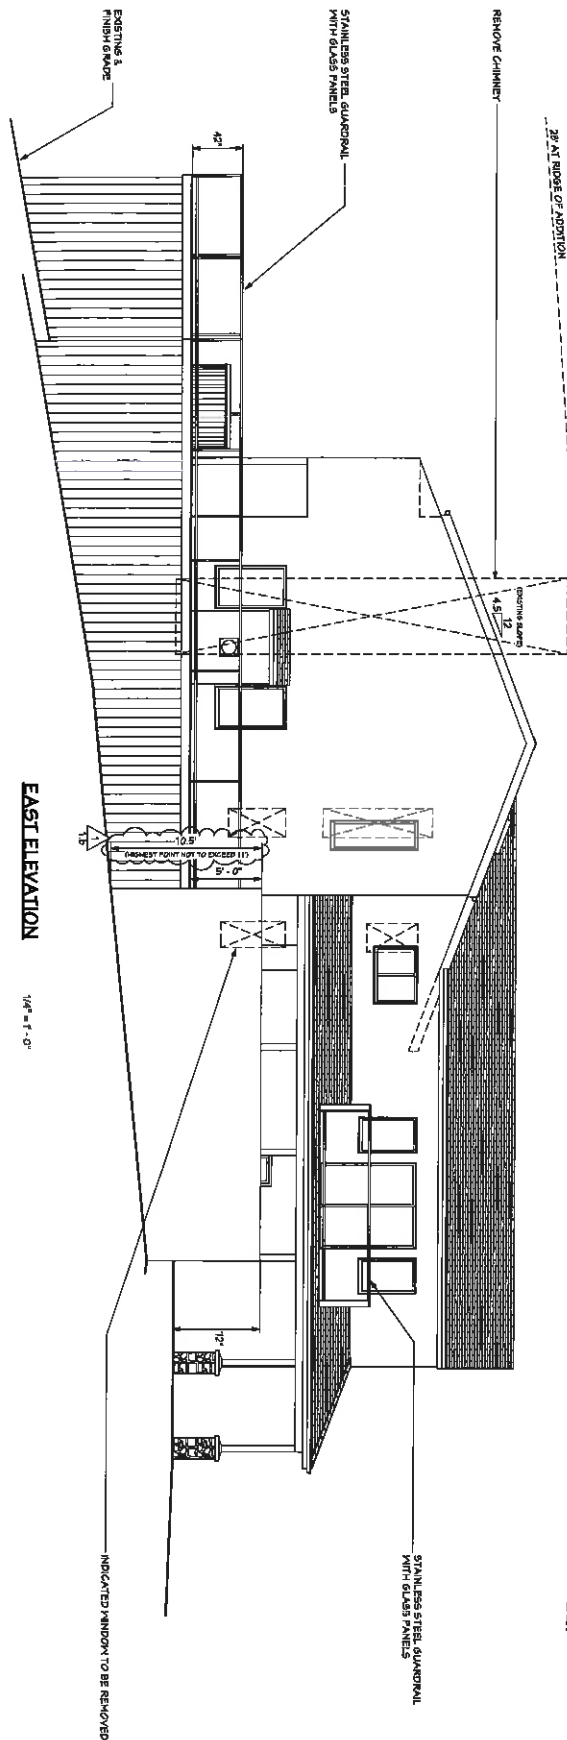 28' AT RIDGE OF ADDITION
REMOVE CHIMNEY
STAINLESS STEEL GUARDRAIL
WITH GLASS PANELS
EXISTING &
FINISH GRADE
42"
(EXISTING SLOPE)
12
4.5
10.5'
(HIGHEST POINT NOT TO EXCEED 11')
5' - 0"
1
72"
STAINLESS STEEL GUARDRAIL
WITH GLASS PANELS
INDICATED WINDOW TO BE REMOVED
EAST ELEVATION
1/4" = 1' - 0"